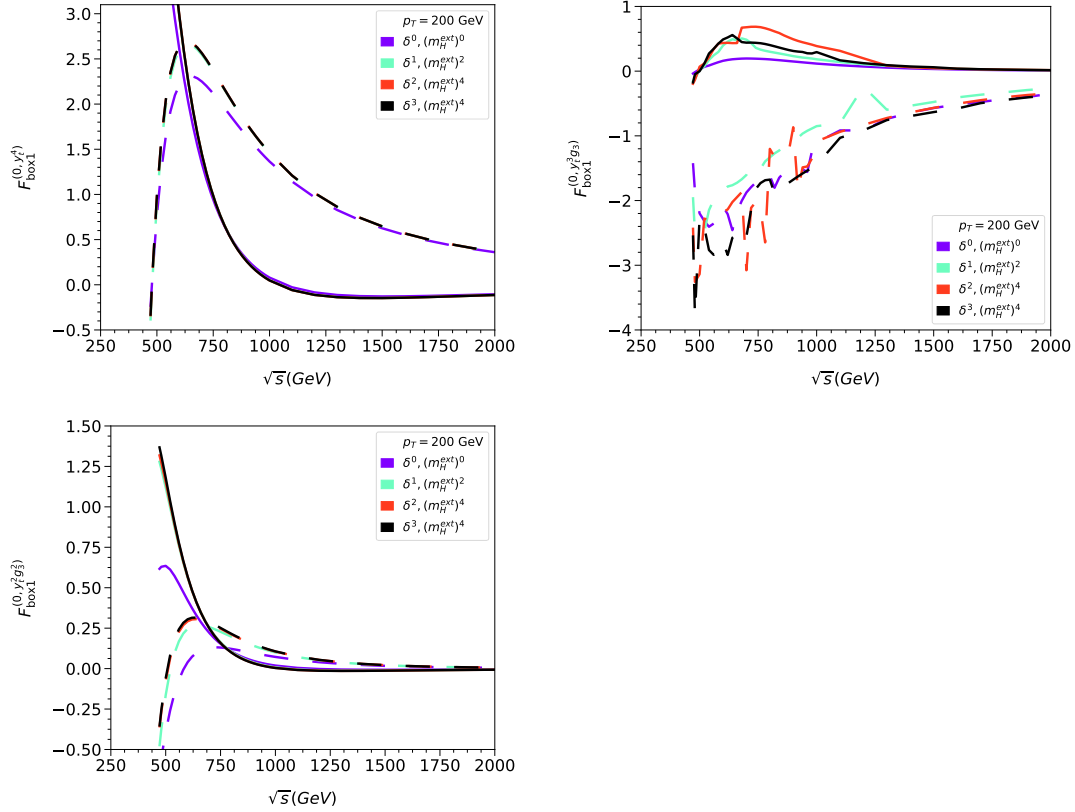 p_T = 200 GeV
δ^0, (m_H^{ext})^0
δ^1, (m_H^{ext})^2
δ^2, (m_H^{ext})^4
δ^3, (m_H^{ext})^4
F_{box1}^{(0, y_t^4)}
3.0
2.5
2.0
1.5
1.0
0.5
0.0
−0.5
250 500 750 1000 1250 1500 1750 2000
√s(GeV)
F_{box1}^{(0, y_t^3 g_3)}
1
0
−1
−2
−3
−4
p_T = 200 GeV
δ^0, (m_H^{ext})^0
δ^1, (m_H^{ext})^2
δ^2, (m_H^{ext})^4
δ^3, (m_H^{ext})^4
250 500 750 1000 1250 1500 1750 2000
√s(GeV)
p_T = 200 GeV
δ^0, (m_H^{ext})^0
δ^1, (m_H^{ext})^2
δ^2, (m_H^{ext})^4
δ^3, (m_H^{ext})^4
F_{box1}^{(0, y_t^2 g_3^2)}
1.50
1.25
1.00
0.75
0.50
0.25
0.00
−0.25
−0.50
250 500 750 1000 1250 1500 1750 2000
√s(GeV)